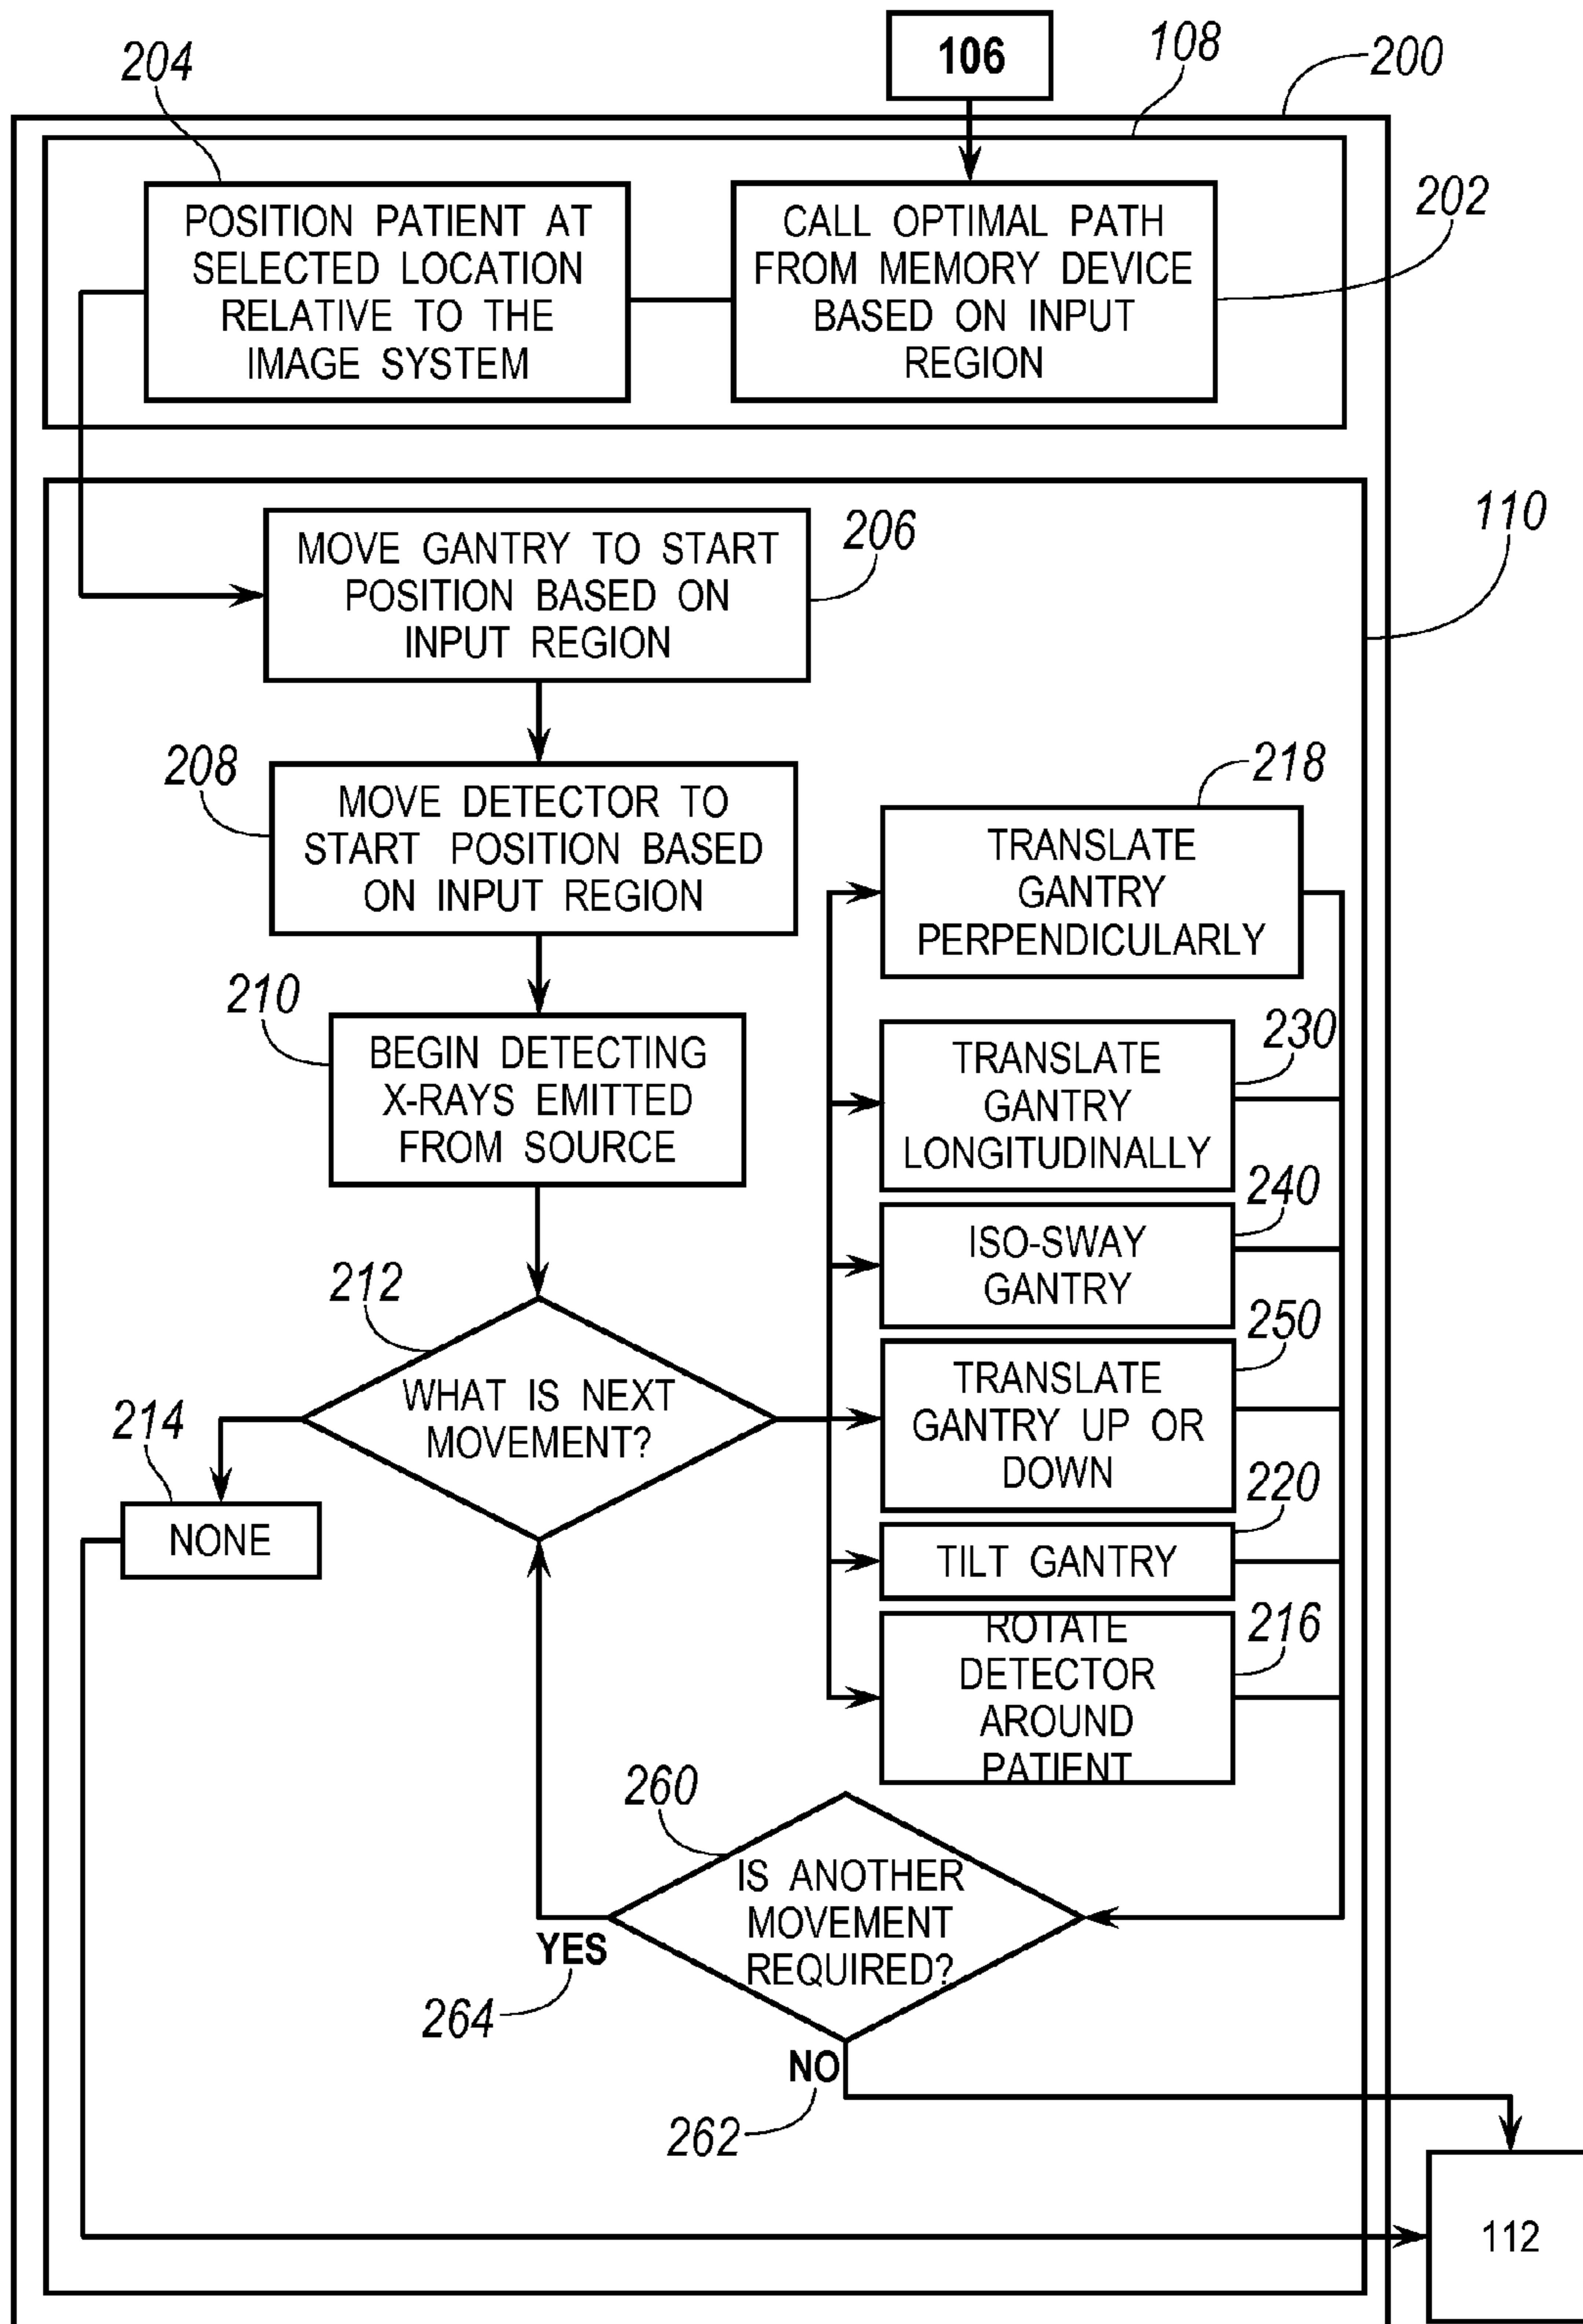 106
108
200
204
202
POSITION PATIENT AT
SELECTED LOCATION
RELATIVE TO THE
IMAGE SYSTEM
CALL OPTIMAL PATH
FROM MEMORY DEVICE
BASED ON INPUT
REGION
110
MOVE GANTRY TO START
POSITION BASED ON
INPUT REGION
206
208
MOVE DETECTOR TO
START POSITION BASED
ON INPUT REGION
210
BEGIN DETECTING
X-RAYS EMITTED
FROM SOURCE
212
WHAT IS NEXT
MOVEMENT?
214
NONE
218
TRANSLATE
GANTRY
PERPENDICULARLY
230
TRANSLATE
GANTRY
LONGITUDINALLY
240
ISO-SWAY
GANTRY
250
TRANSLATE
GANTRY UP OR
DOWN
220
TILT GANTRY
216
ROTATE
DETECTOR
AROUND
PATIENT
260
IS ANOTHER
MOVEMENT
REQUIRED?
YES
264
NO
262
112